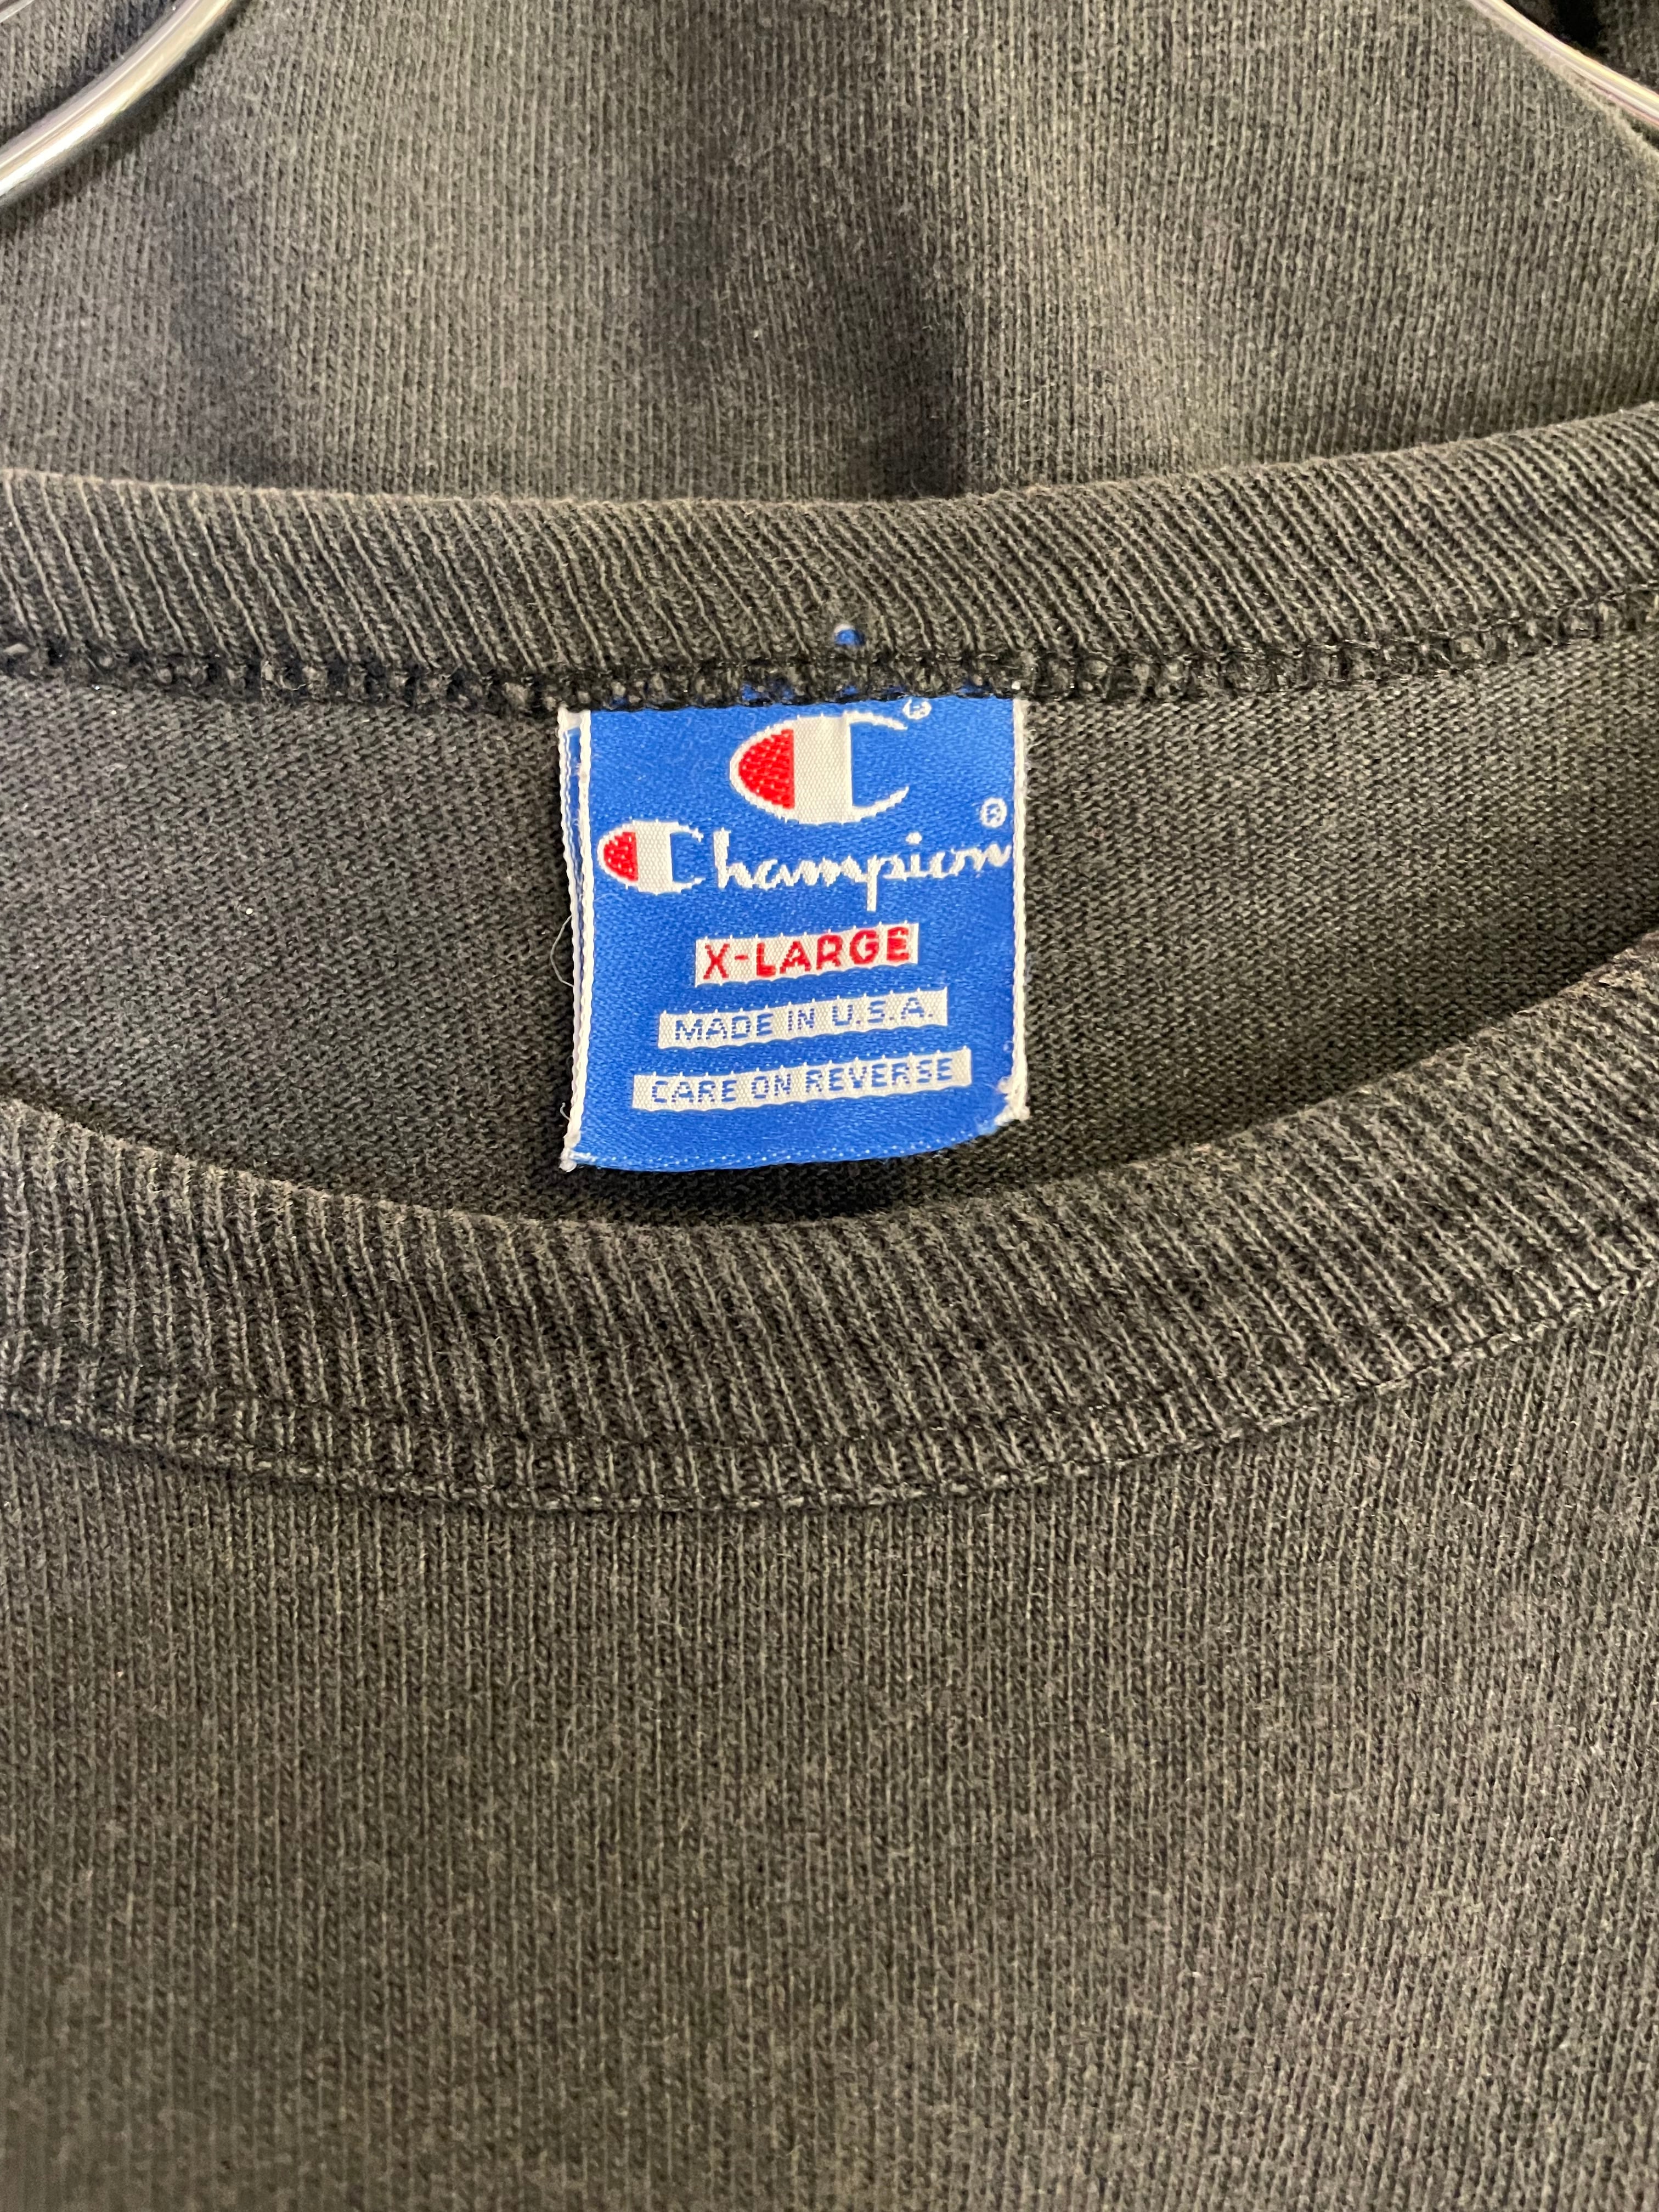 ®
Champion®
X-LARGE
MADE IN U.S.A.
CARE ON REVERSE